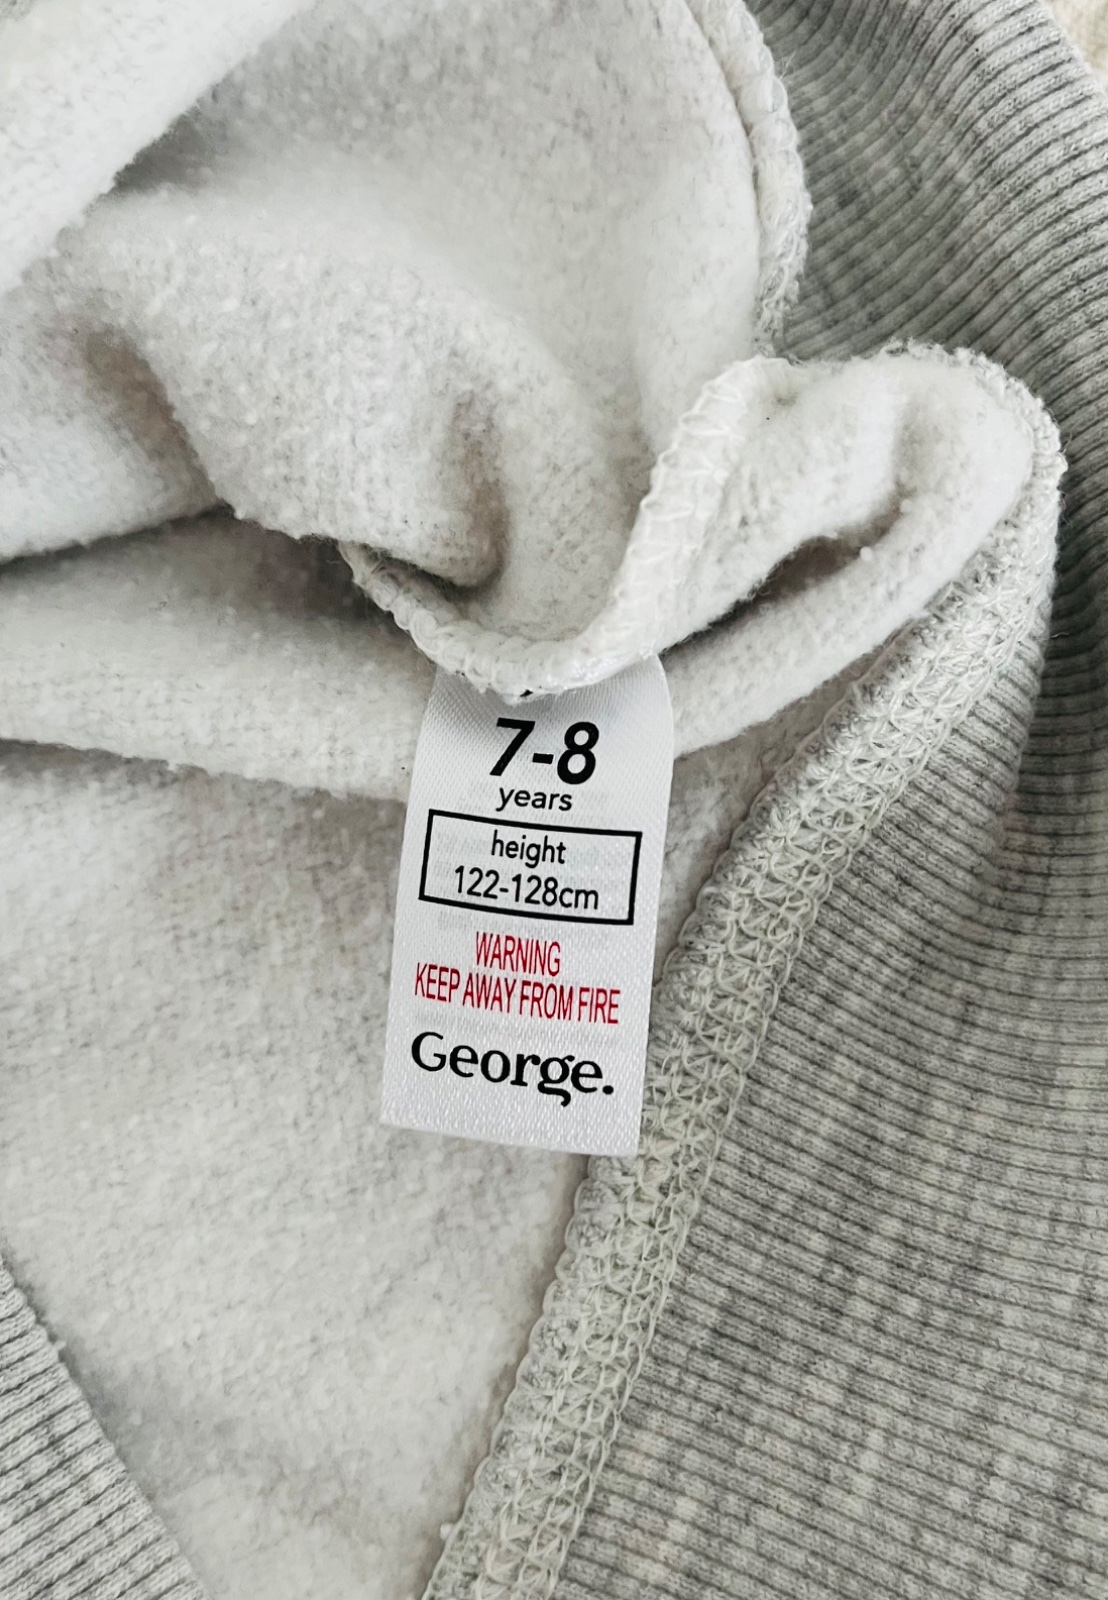 7-8
years
height
122-128cm
WARNING
KEEP AWAY FROM FIRE
George.